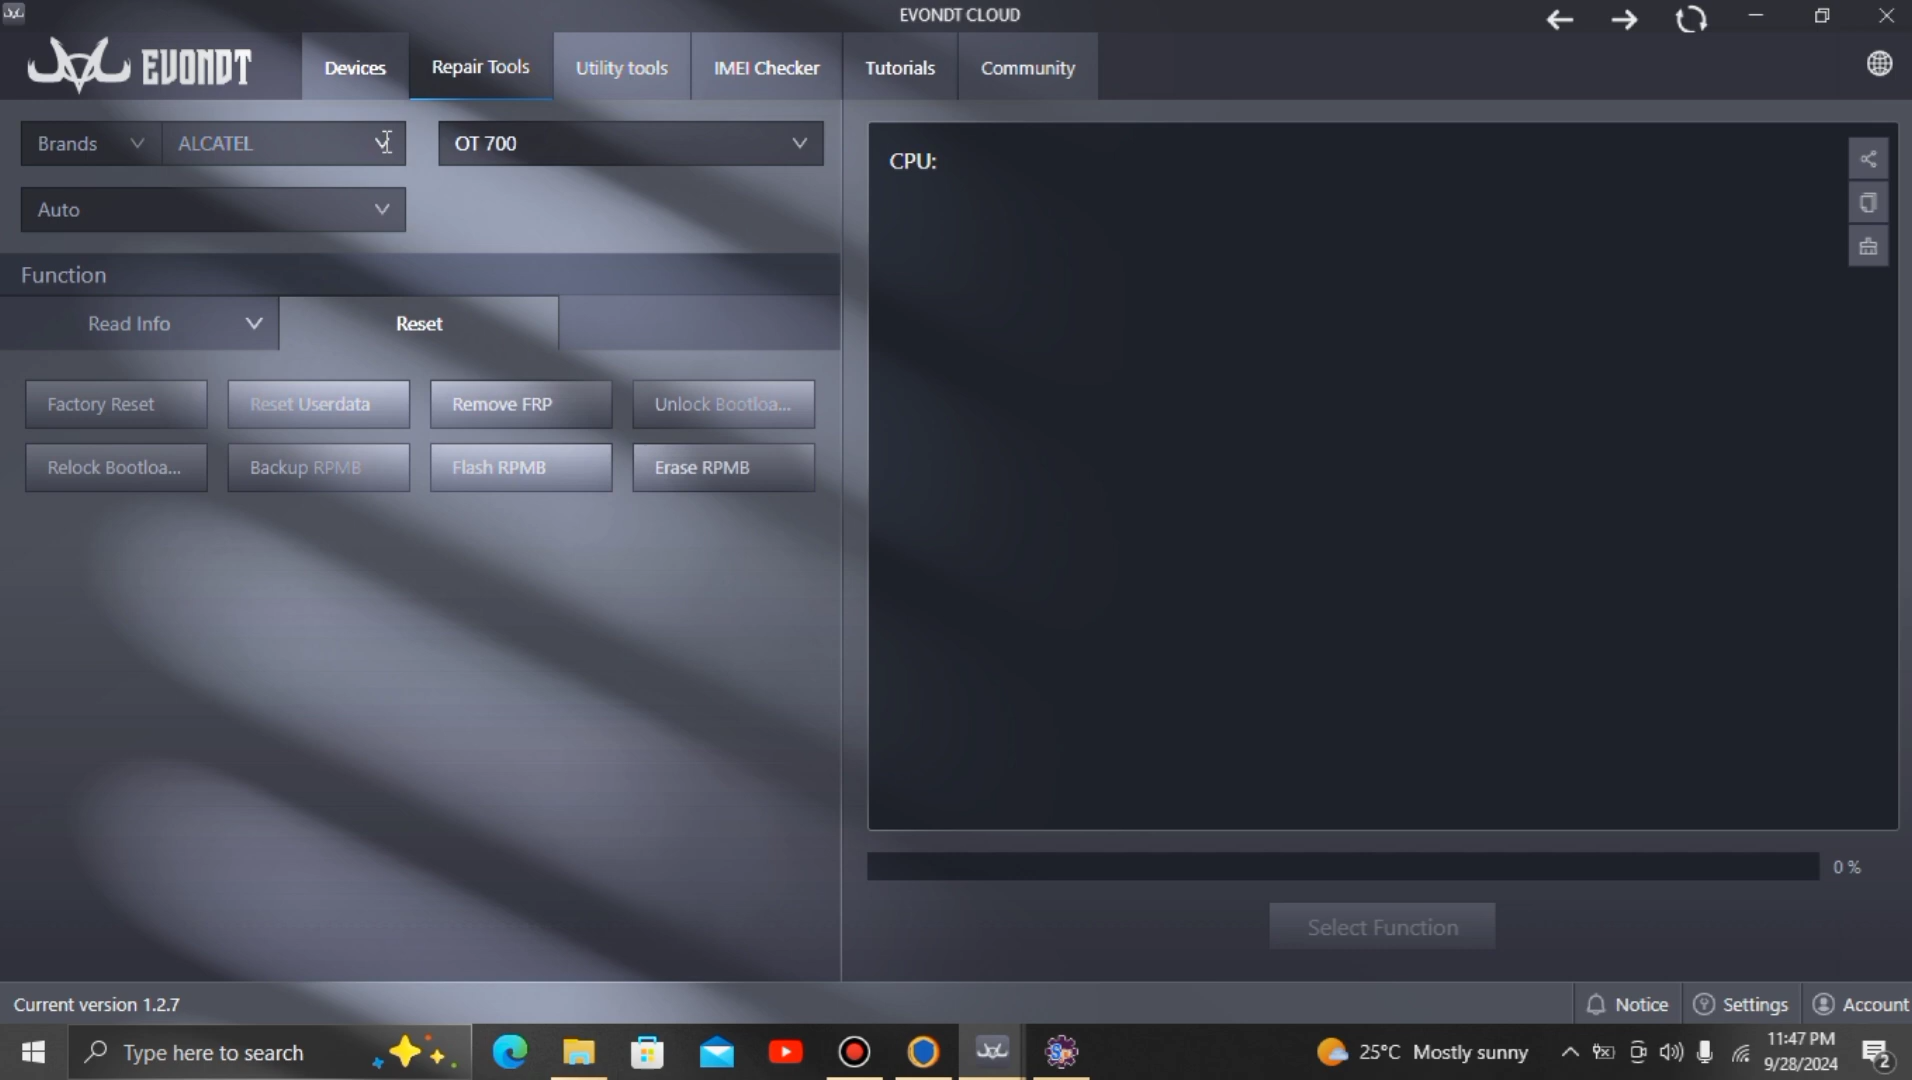 EVONDT CLOUD
EVONDT
Devices
Repair Tools
Utility tools
IMEI Checker
Tutorials
Community
Brands
ALCATEL
OT 700
Auto
CPU:
Function
Read Info
Reset
Factory Reset
Reset Userdata
Remove FRP
Unlock Bootloa...
Relock Bootloa...
Backup RPMB
Flash RPMB
Erase RPMB
0 %
Select Function
Current version 1.2.7
Notice
Settings
Account
Type here to search
25°C Mostly sunny
11:47 PM
9/28/2024
2